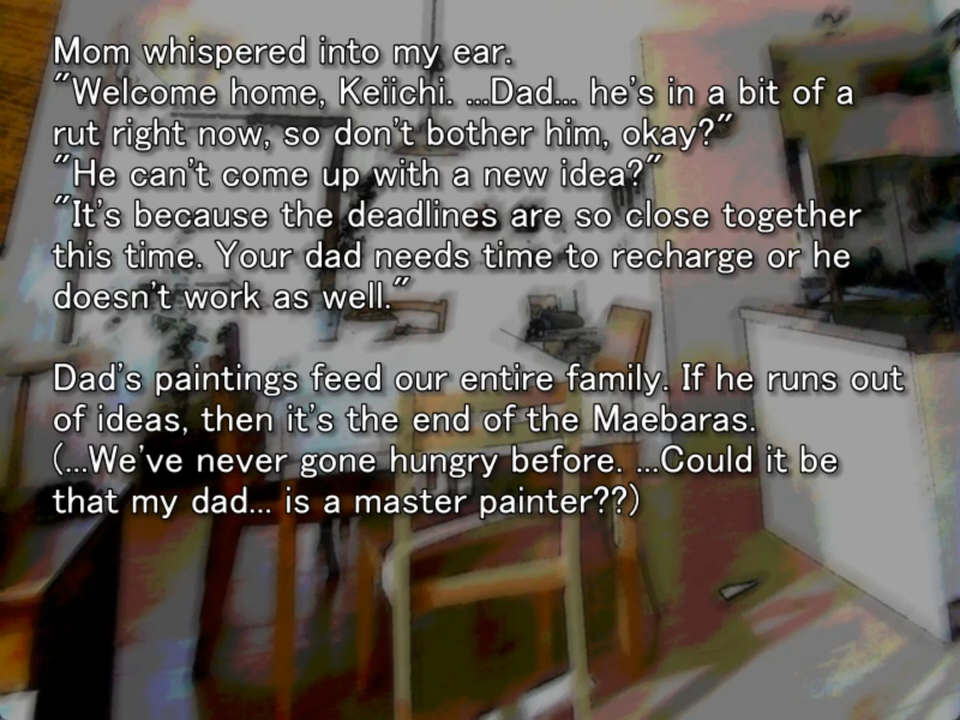 Mom whispered into my ear.
"Welcome home, Keiichi. ...Dad... he's in a bit of a
rut right now, so don't bother him, okay?"
"He can't come up with a new idea?"
"It's because the deadlines are so close together
this time. Your dad needs time to recharge or he
doesn't work as well."
Dad's paintings feed our entire family. If he runs out
of ideas, then it's the end of the Maebaras.
(...We've never gone hungry before. ...Could it be
that my dad... is a master painter??)